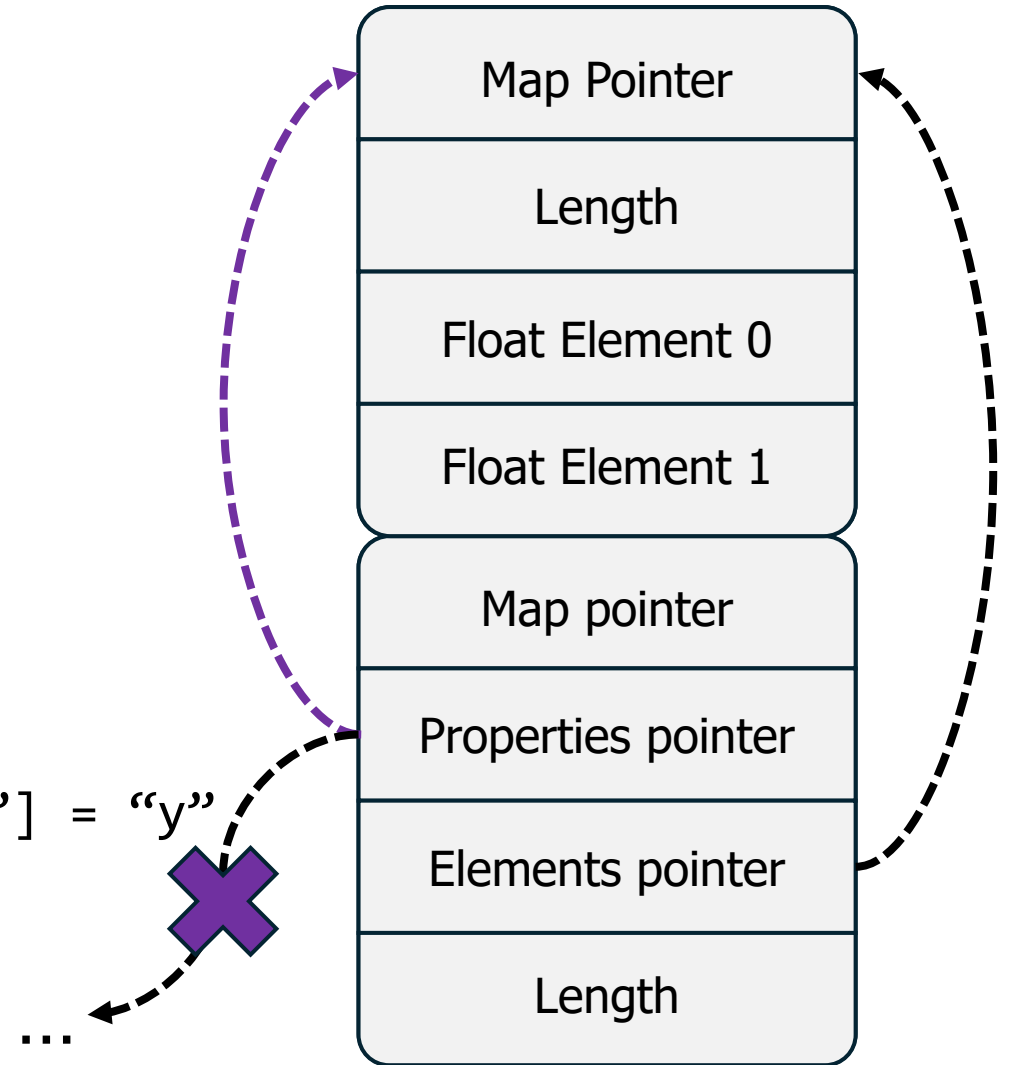 Map Pointer
Length
Float Element 0
Float Element 1
Map pointer
Properties pointer
”] = “y”
Elements pointer
Length
...